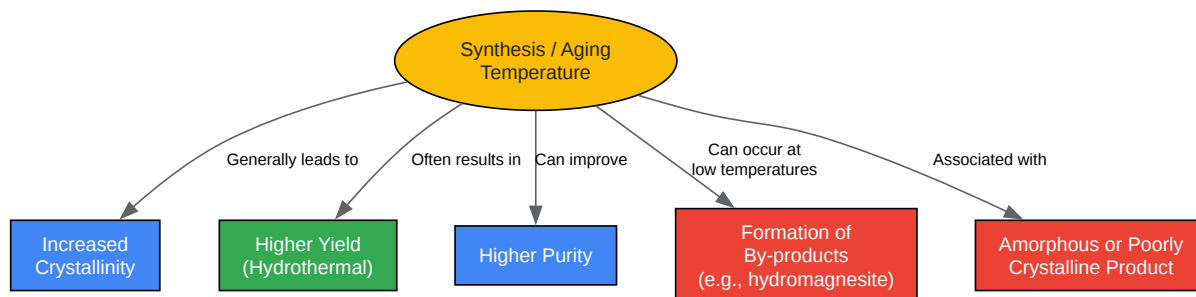 Synthesis / Aging
Temperature
Generally leads to
Often results in
Can improve
Can occur at
low temperatures
Associated with
Increased
Crystallinity
Higher Yield
(Hydrothermal)
Higher Purity
Formation of
By-products
(e.g., hydromagnesite)
Amorphous or Poorly
Crystalline Product